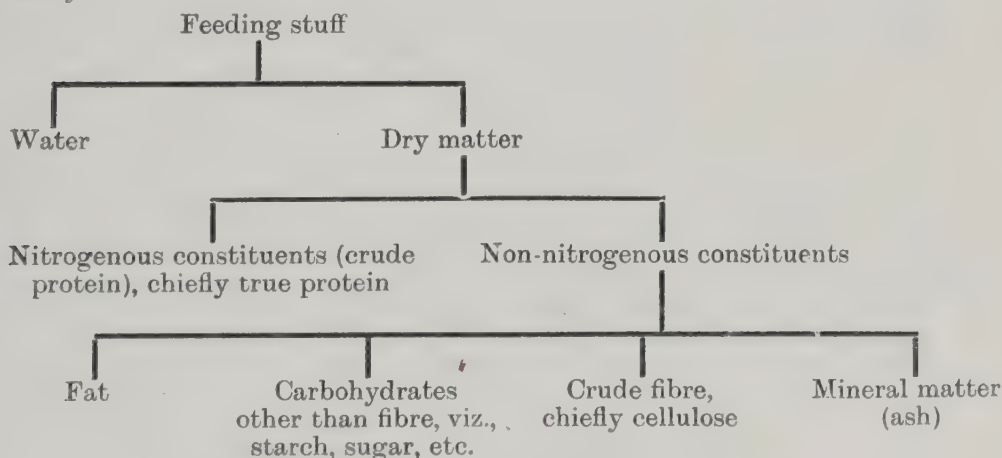 Feeding stuff
Water
Dry matter
Nitrogenous constituents (crude
protein), chiefly true protein
Non-nitrogenous constituents
Fat
Carbohydrates
other than fibre, viz.,
starch, sugar, etc.
Crude fibre,
chiefly cellulose
Mineral matter
(ash)